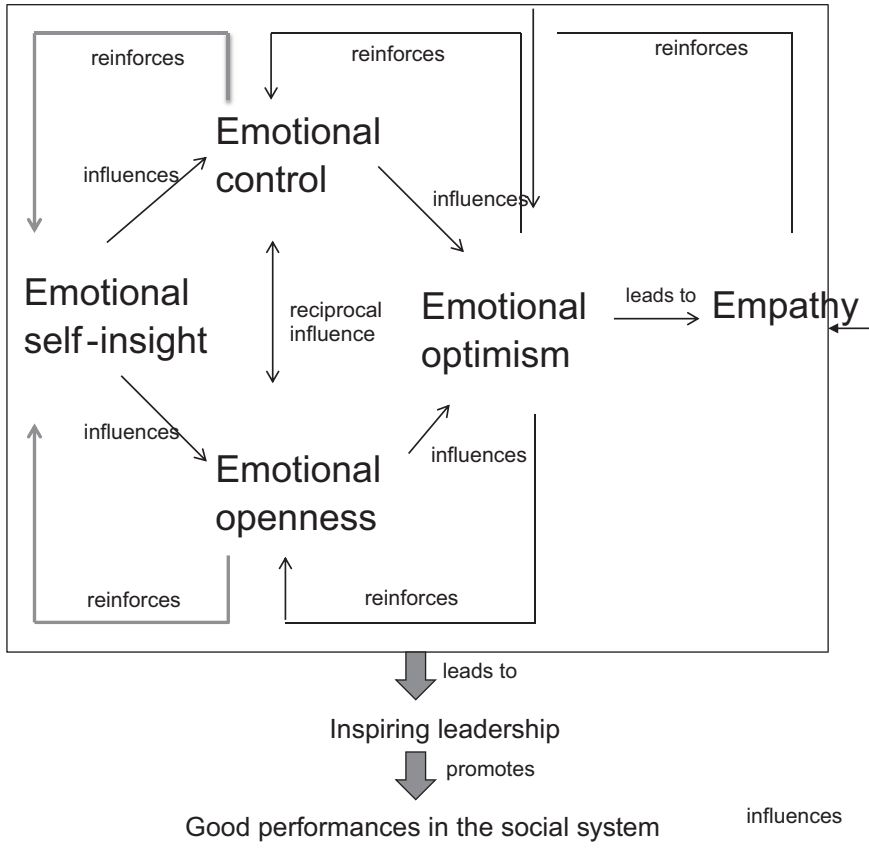 reinforces
reinforces
reinforces
Emotional
control
influences
influences
Emotional
self-insight
reciprocal
influence
Emotional
optimism
leads to
Empathy
influences
influences
Emotional
openness
reinforces
reinforces
leads to
Inspiring leadership
promotes
Good performances in the social system
influences